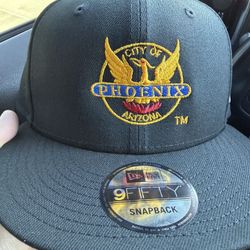 CITY OF
PHOENIX
ARIZONA
TM
NEW ERA
9FIFTY
SNAPBACK